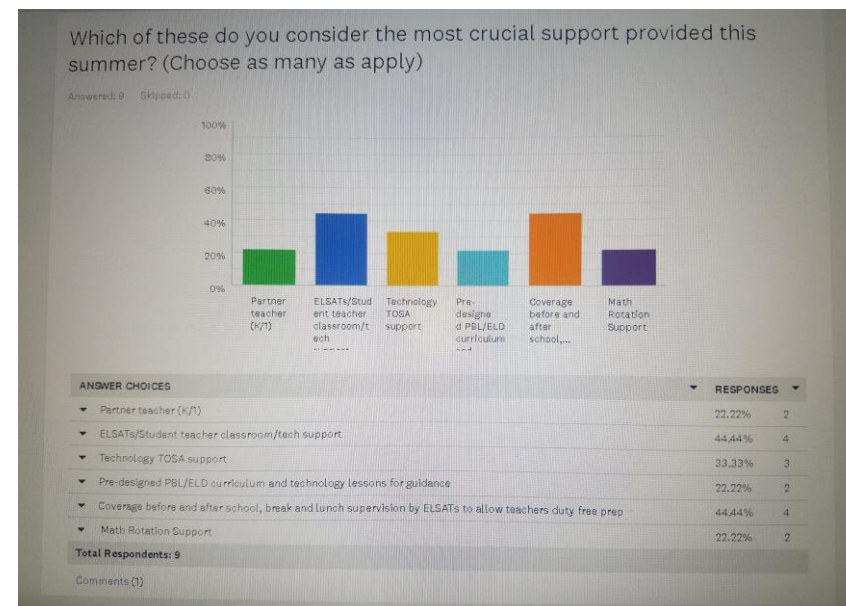 Which of these do you consider the most crucial support provided this
summer? (Choose as many as apply)
Answered: 9 Skipped: 0
100%
80%
60%
40%
20%
0%
Partner
teacher
(K/1)
ELSATs/Stud
ent teacher
classroom/t
ech
Technology
TOSA
support
Pre-
designe
d PBL/ELD
curriculum
Coverage
before and
after
school,...
Math
Rotation
Support
ANSWER CHOICES RESPONSES
Partner teacher (K/1) 22.22% 2
ELSATs/Student teacher classroom/tech support 44.44% 4
Technology TOSA support 33.33% 3
Pre-designed PBL/ELD curriculum and technology lessons for guidance 22.22% 2
Coverage before and after school, break and lunch supervision by ELSATs to allow teachers duty free prep 44.44% 4
Math Rotation Support 22.22% 2
Total Respondents: 9
Comments (1)